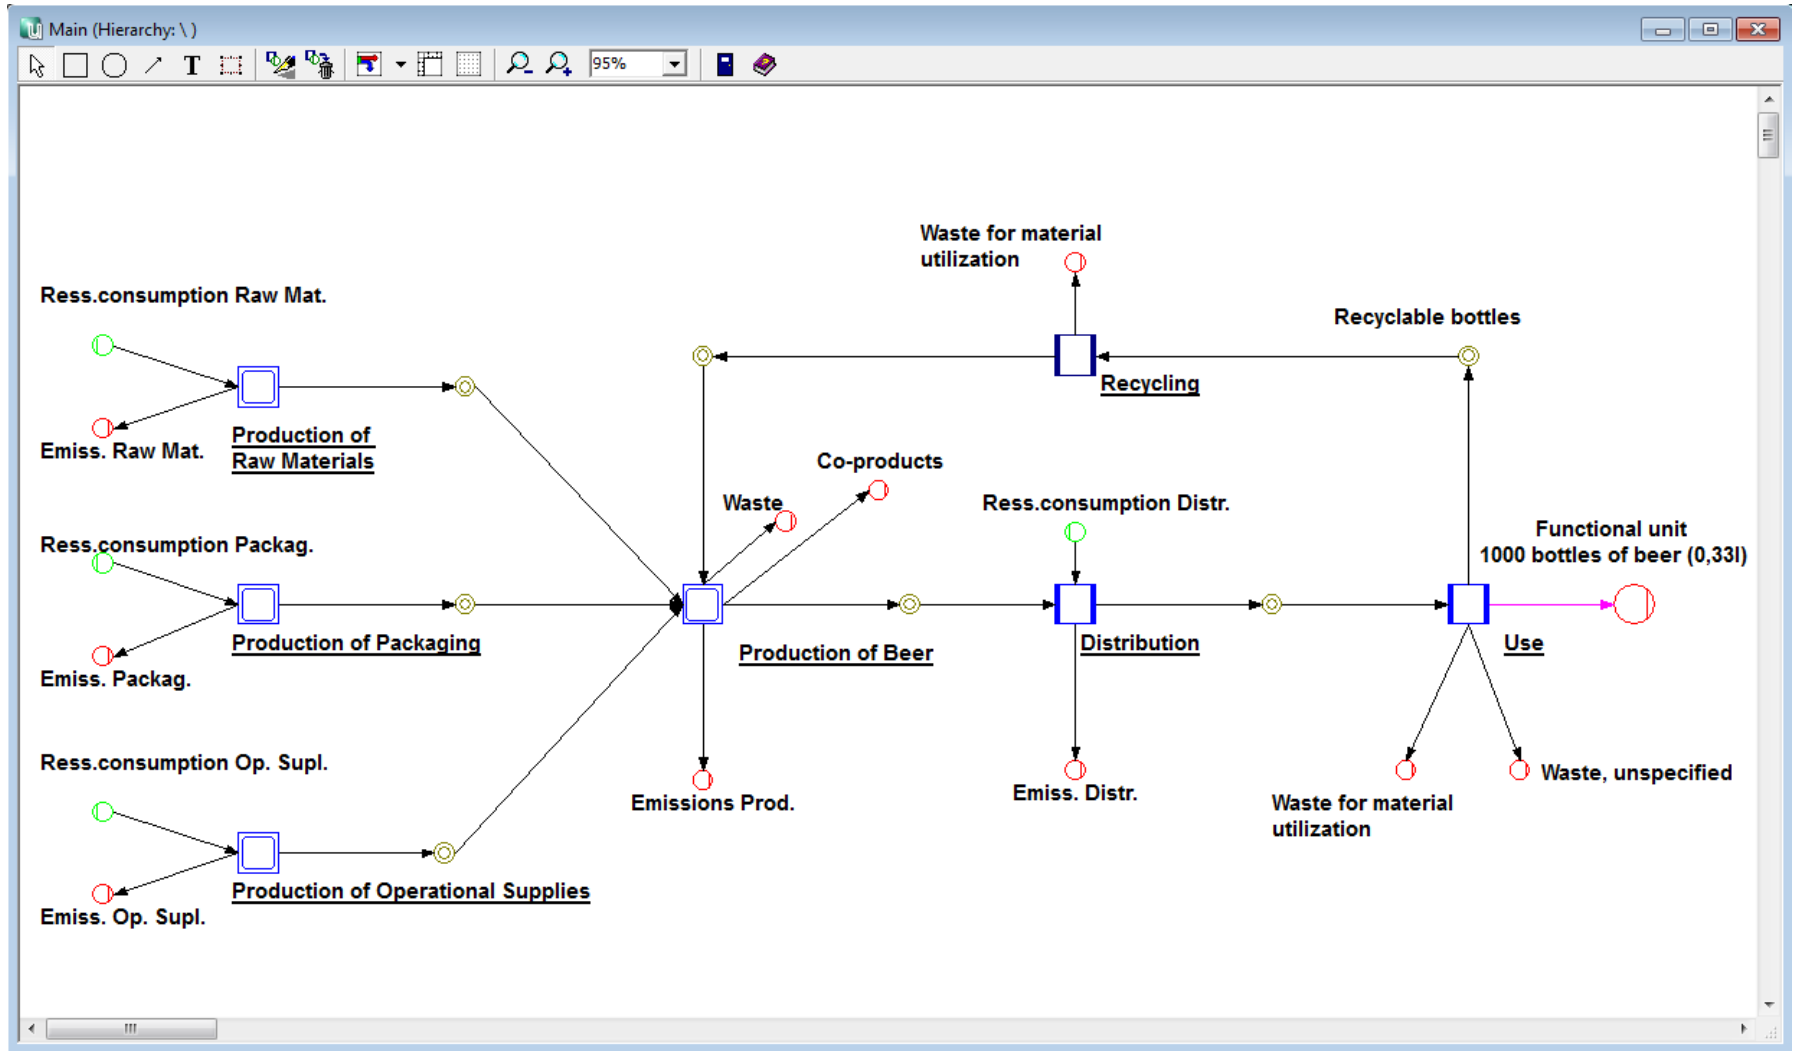 Main (Hierarchy: \ )
T
95%
Waste for material
utilization
Ress.consumption Raw Mat.
Recyclable bottles
Recycling
Production of
Raw Materials
Emiss. Raw Mat.
Co-products
Waste
Ress.consumption Distr.
Ress.consumption Packag.
Functional unit
1000 bottles of beer (0,33l)
Production of Packaging
Production of Beer
Distribution
Use
Emiss. Packag.
Ress.consumption Op. Supl.
Emissions Prod.
Emiss. Distr.
Waste for material
utilization
Waste, unspecified
Production of Operational Supplies
Emiss. Op. Supl.